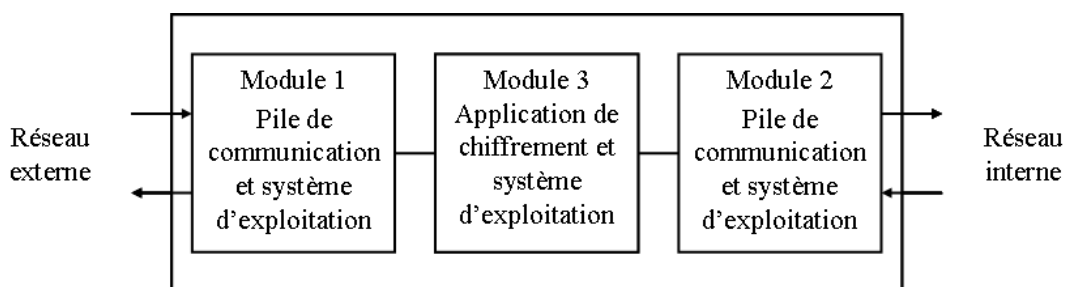 Réseau
externe
Module 1
Pile de
communication
et système
d'exploitation
Module 3
Application de
chiffrement et
système
d'exploitation
Module 2
Pile de
communication
et système
d'exploitation
Réseau
interne